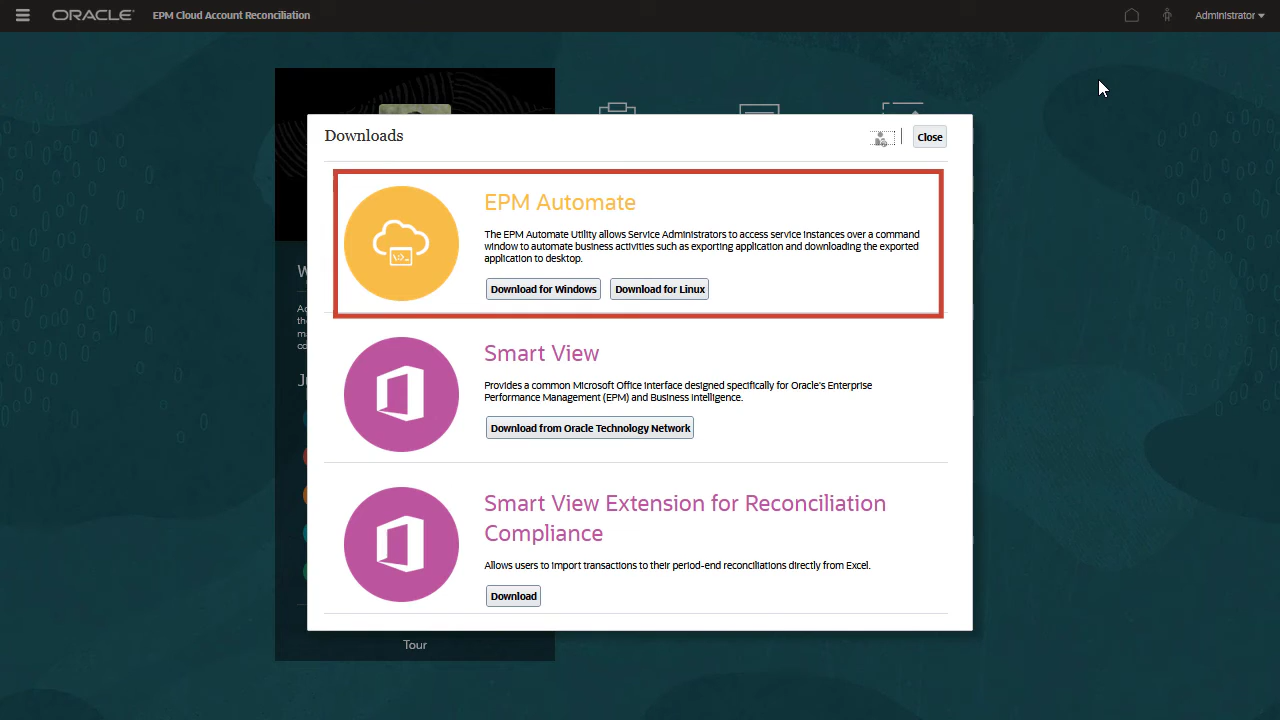 ORACLE EPM Cloud Account Reconciliation Administrator
Downloads
Close
EPM Automate
The EPM Automate Utility allows Service Administrators to access service instances over a command
window to automate business activities such as exporting application and downloading the exported
application to desktop.
Download for Windows Download for Linux
Smart View
Provides a common Microsoft Office interface designed specifically for Oracle's Enterprise
Performance Management (EPM) and Business Intelligence.
Download from Oracle Technology Network
Smart View Extension for Reconciliation
Compliance
Allows users to import transactions to their period-end reconciliations directly from Excel.
Download
Tour